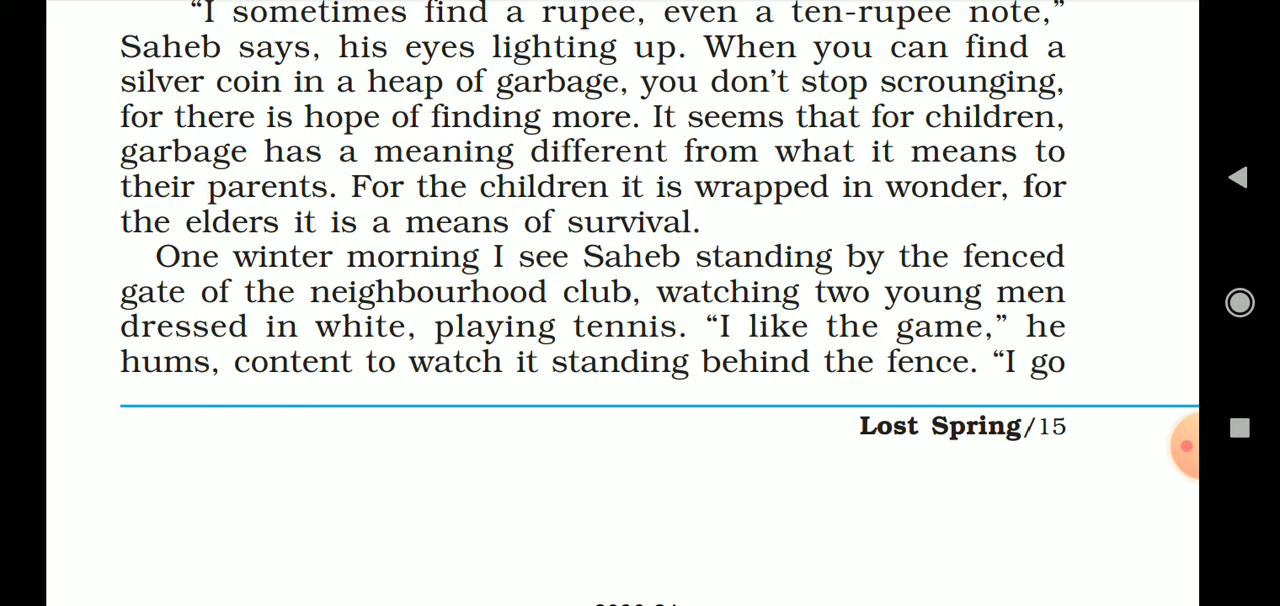 “I sometimes find a rupee, even a ten-rupee note,”
Saheb says, his eyes lighting up. When you can find a
silver coin in a heap of garbage, you don’t stop scrounging,
for there is hope of finding more. It seems that for children,
garbage has a meaning different from what it means to
their parents. For the children it is wrapped in wonder, for
the elders it is a means of survival.
One winter morning I see Saheb standing by the fenced
gate of the neighbourhood club, watching two young men
dressed in white, playing tennis. “I like the game,” he
hums, content to watch it standing behind the fence. “I go
Lost Spring/15